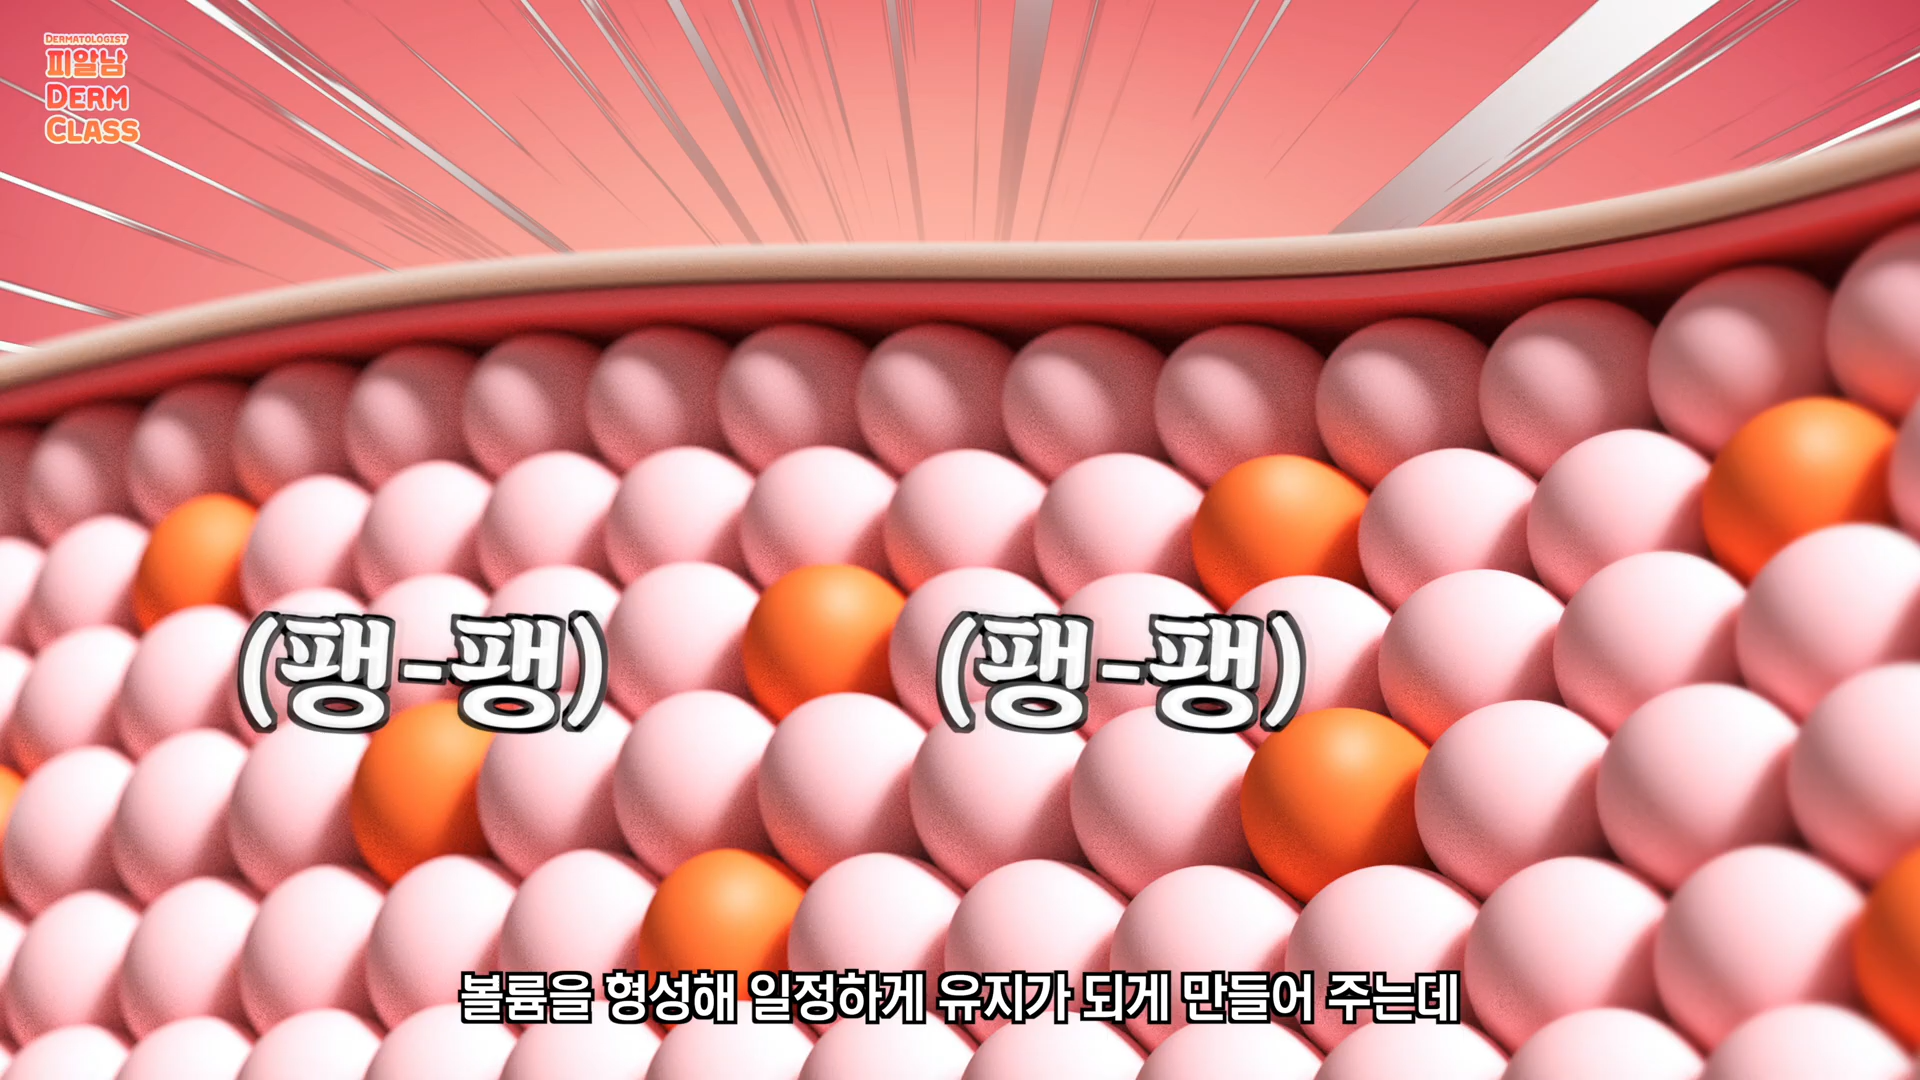 DERMATOLOGIST
피알남
DERM
CLASS
(팽-팽) (팽-팽)
볼륨을 형성해 일정하게 유지가 되게 만들어 주는데